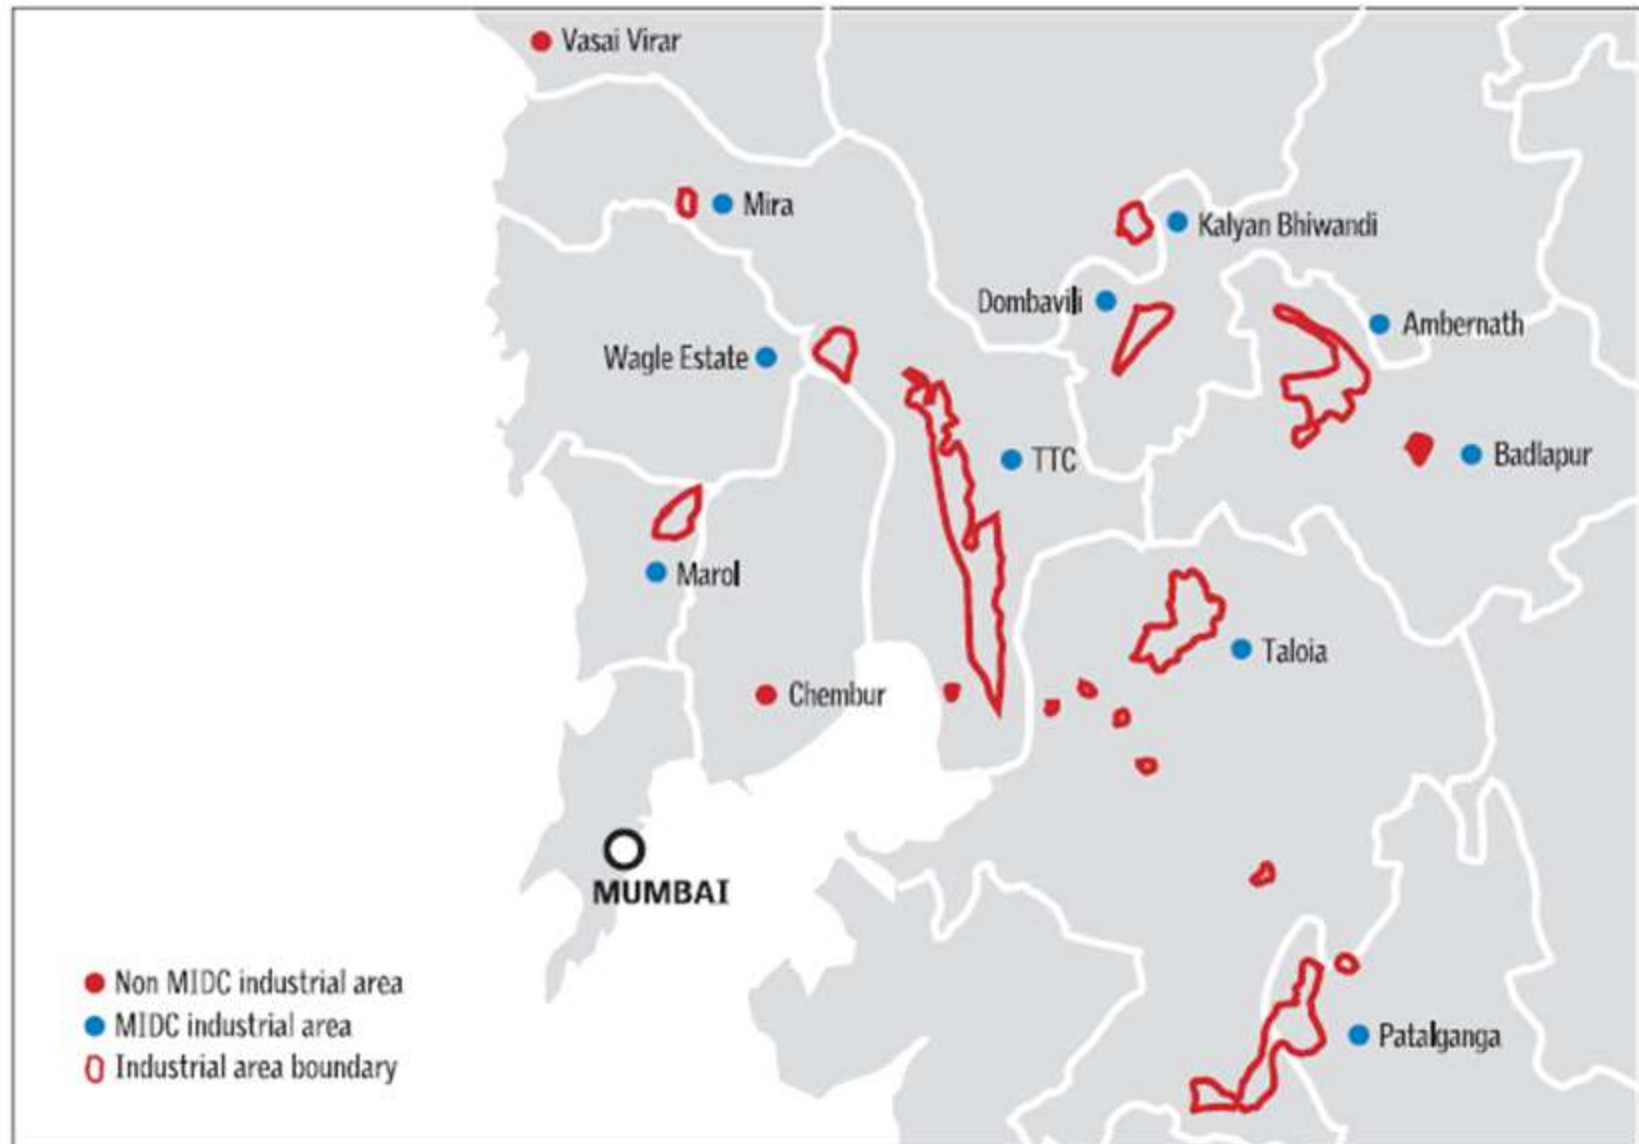 Vasai Virar
Mira
Kalyan Bhiwandi
Dombavili
Ambernath
Wagle Estate
TTC
Badlapur
Marol
Taloia
Chembur
MUMBAI
Non MIDC industrial area
MIDC industrial area
Industrial area boundary
Patalganga